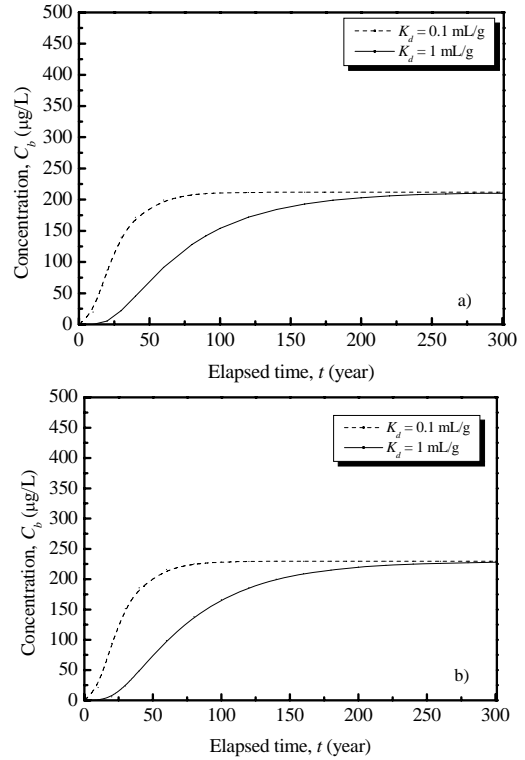 500
450
400
350
300
250
200
150
100
50
0
Concentration, C_b (μg/L)
K_d = 0.1 mL/g
K_d = 1 mL/g
a)
0 50 100 150 200 250 300
Elapsed time, t (year)
500
450
400
350
300
250
200
150
100
50
0
Concentration, C_b (μg/L)
K_d = 0.1 mL/g
K_d = 1 mL/g
b)
0 50 100 150 200 250 300
Elapsed time, t (year)